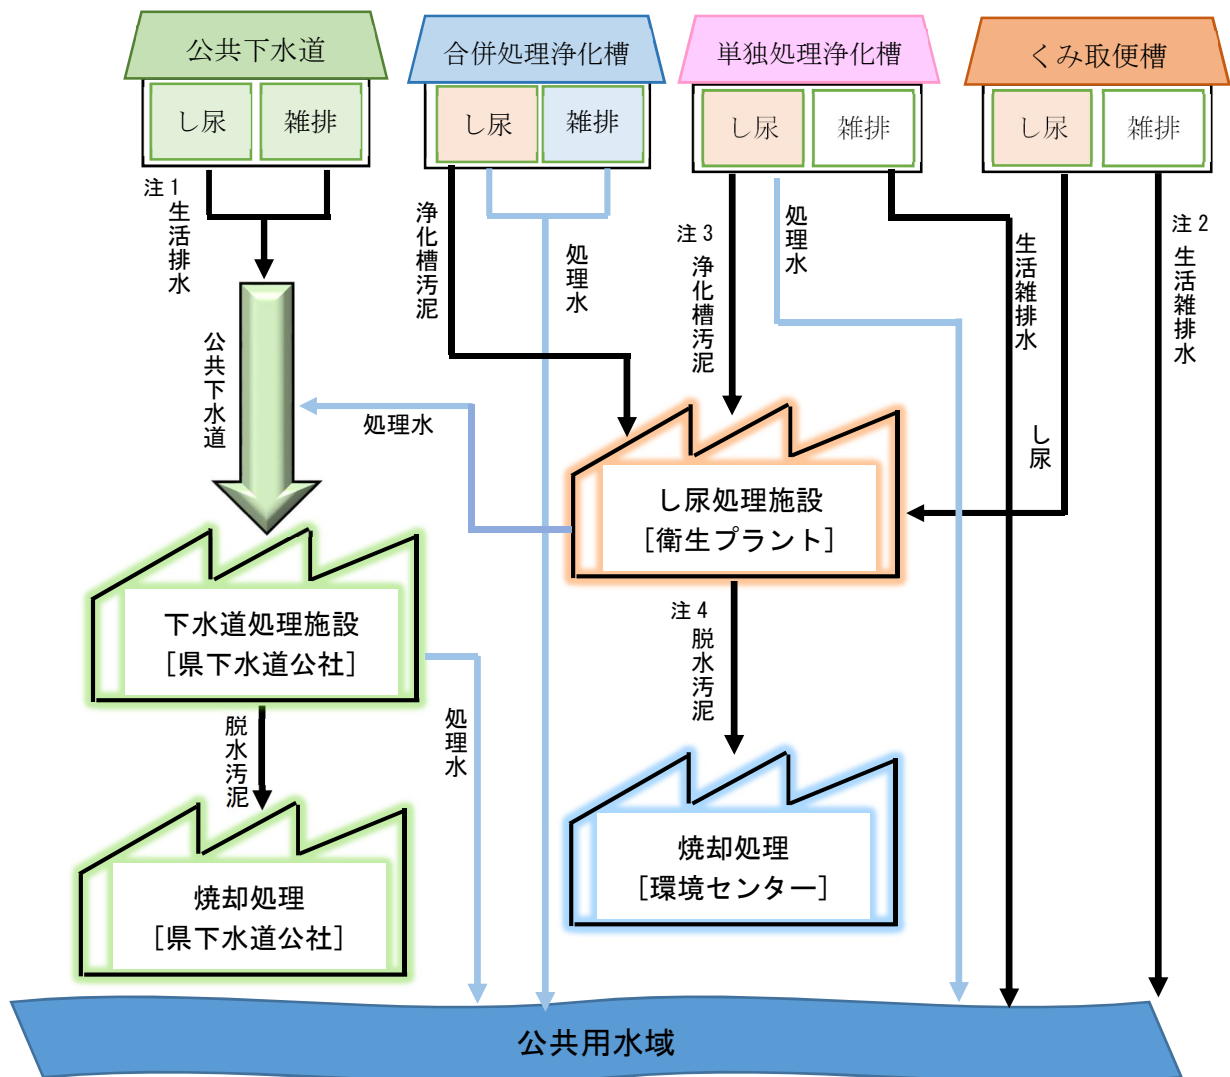 公共下水道
合併処理浄化槽
単独処理浄化槽
くみ取便槽
し尿
雑排
し尿
雑排
し尿
雑排
し尿
雑排
注1
生活排水
浄化槽汚泥
処理水
注3
浄化槽汚泥
処理水
生活雑排水
注2
生活雑排水
公共下水道
処理水
し尿
し尿処理施設
[衛生プラント]
下水道処理施設
[県下水道公社]
注4
脱水汚泥
脱水汚泥
処理水
焼却処理
[環境センター]
焼却処理
[県下水道公社]
公共用水域